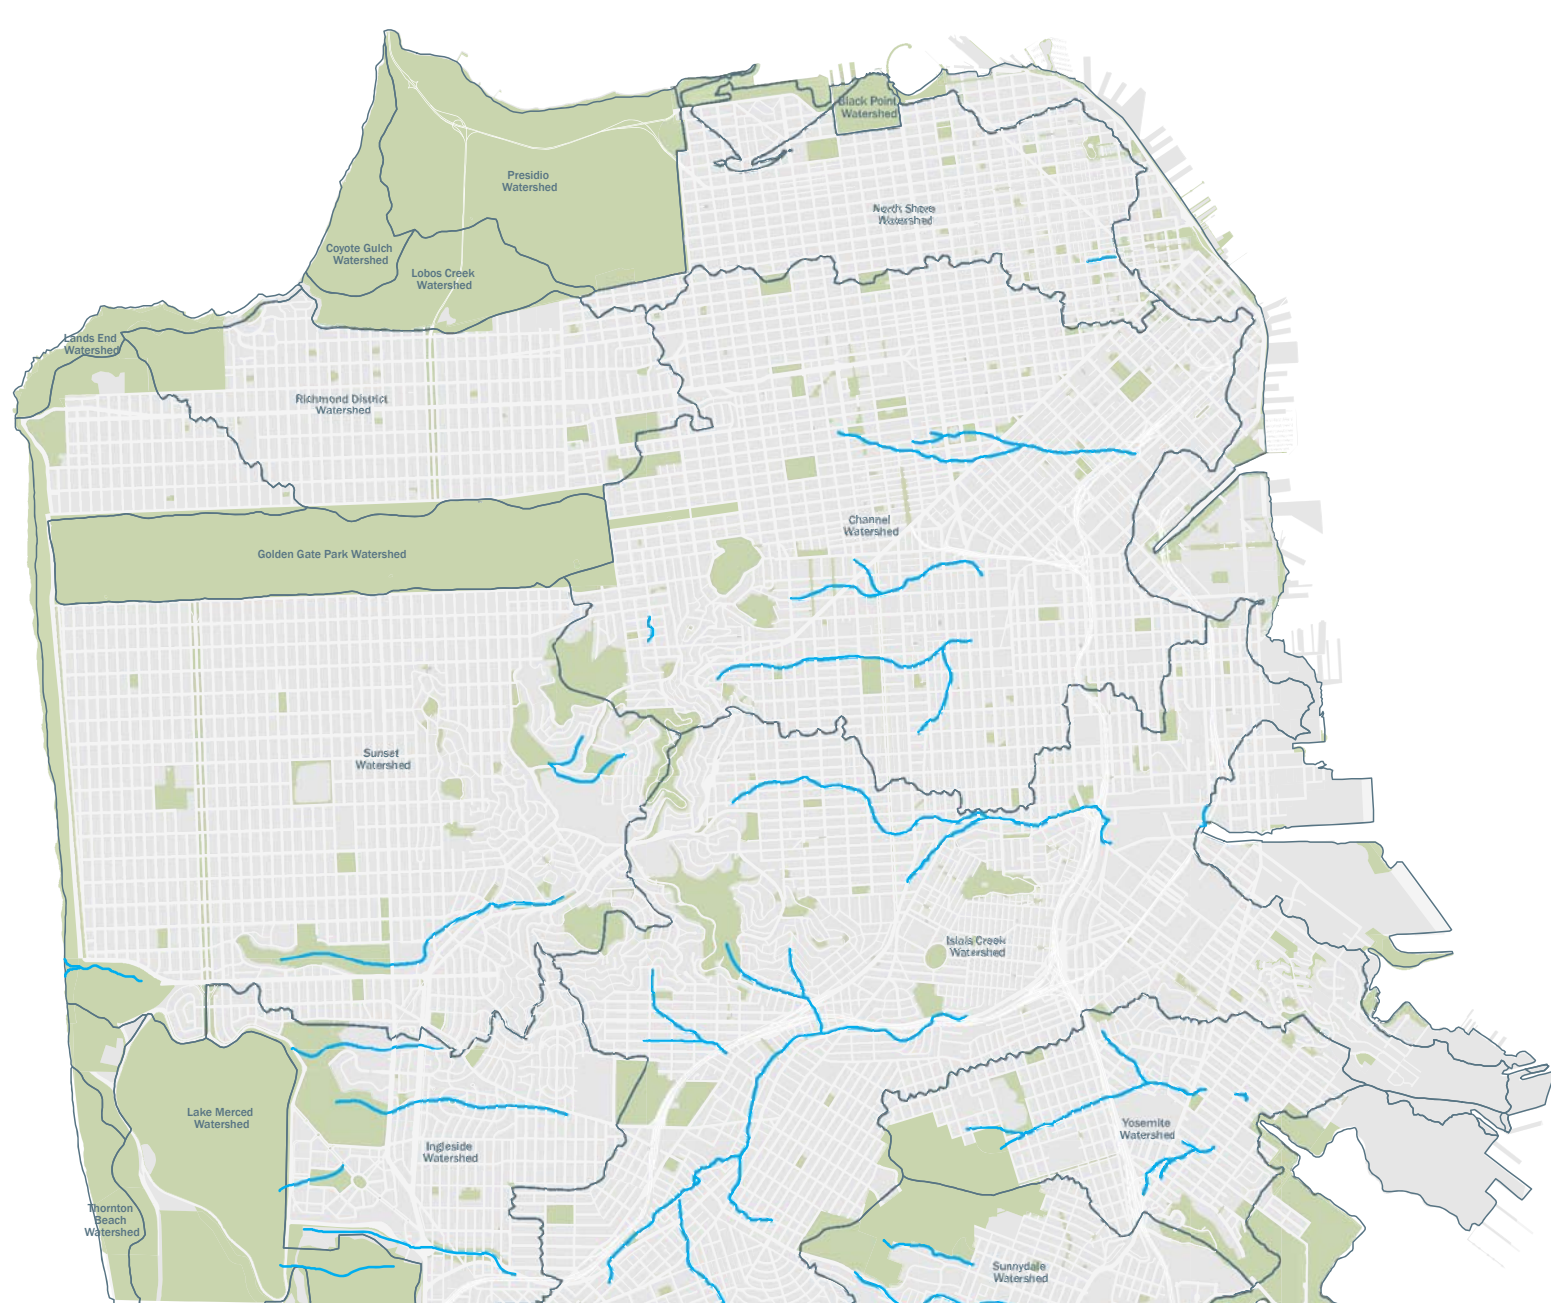 Black Point
Watershed
Presidio
Watershed
North Shore
Watershed
Coyote Gulch
Watershed
Lobos Creek
Watershed
Lands End
Watershed
Richmond District
Watershed
Channel
Watershed
Golden Gate Park Watershed
Sunset
Watershed
Islais Creek
Watershed
Lake Merced
Watershed
Yosemite
Watershed
Ingleside
Watershed
Thornton
Beach
Watershed
Sunnydale
Watershed